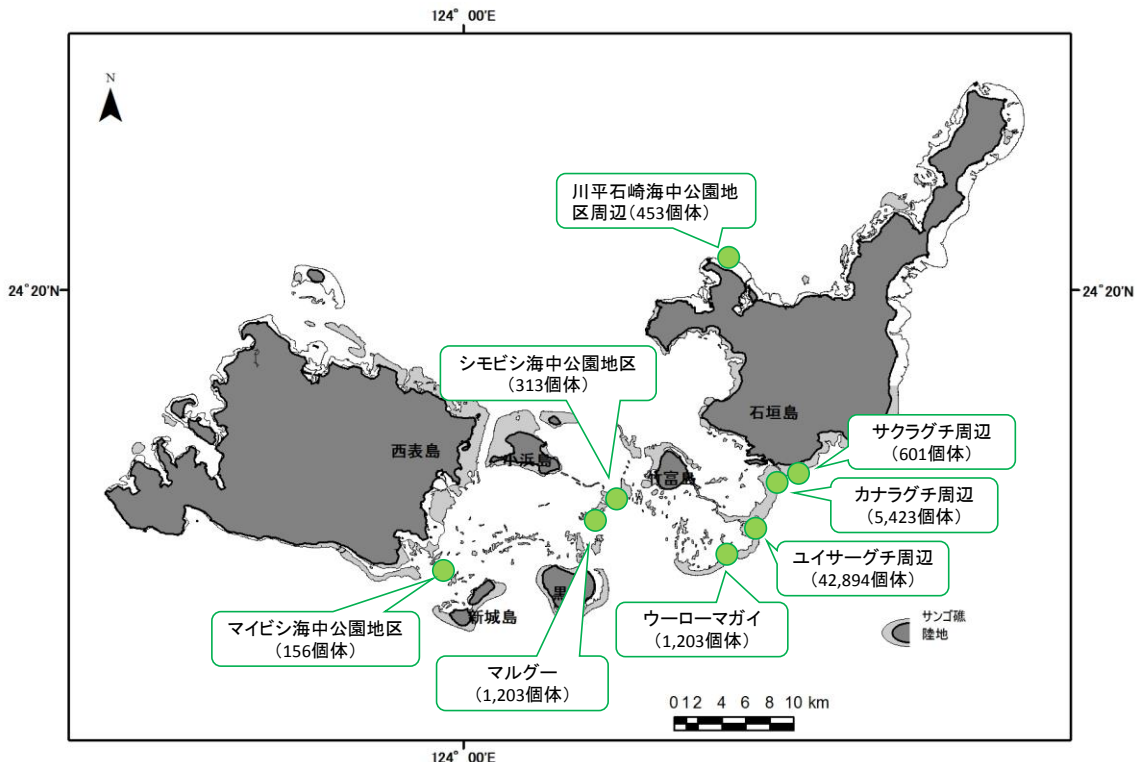 124° 00'E
N
川平石崎海中公園地
区周辺(453個体)
24°20'N
24°20'N
シモビシ海中公園地区
(313個体)
石垣島
サクラグチ周辺
(601個体)
西表島
小浜島
竹富島
カナラグチ周辺
(5,423個体)
ユイサーグチ周辺
(42,894個体)
黒
新城島
マイビシ海中公園地区
(156個体)
ウーローマガイ
(1,203個体)
サンゴ礁
陸地
マルグー
(1,203個体)
0 1 2 4 6 8 10 km
124° 00'E